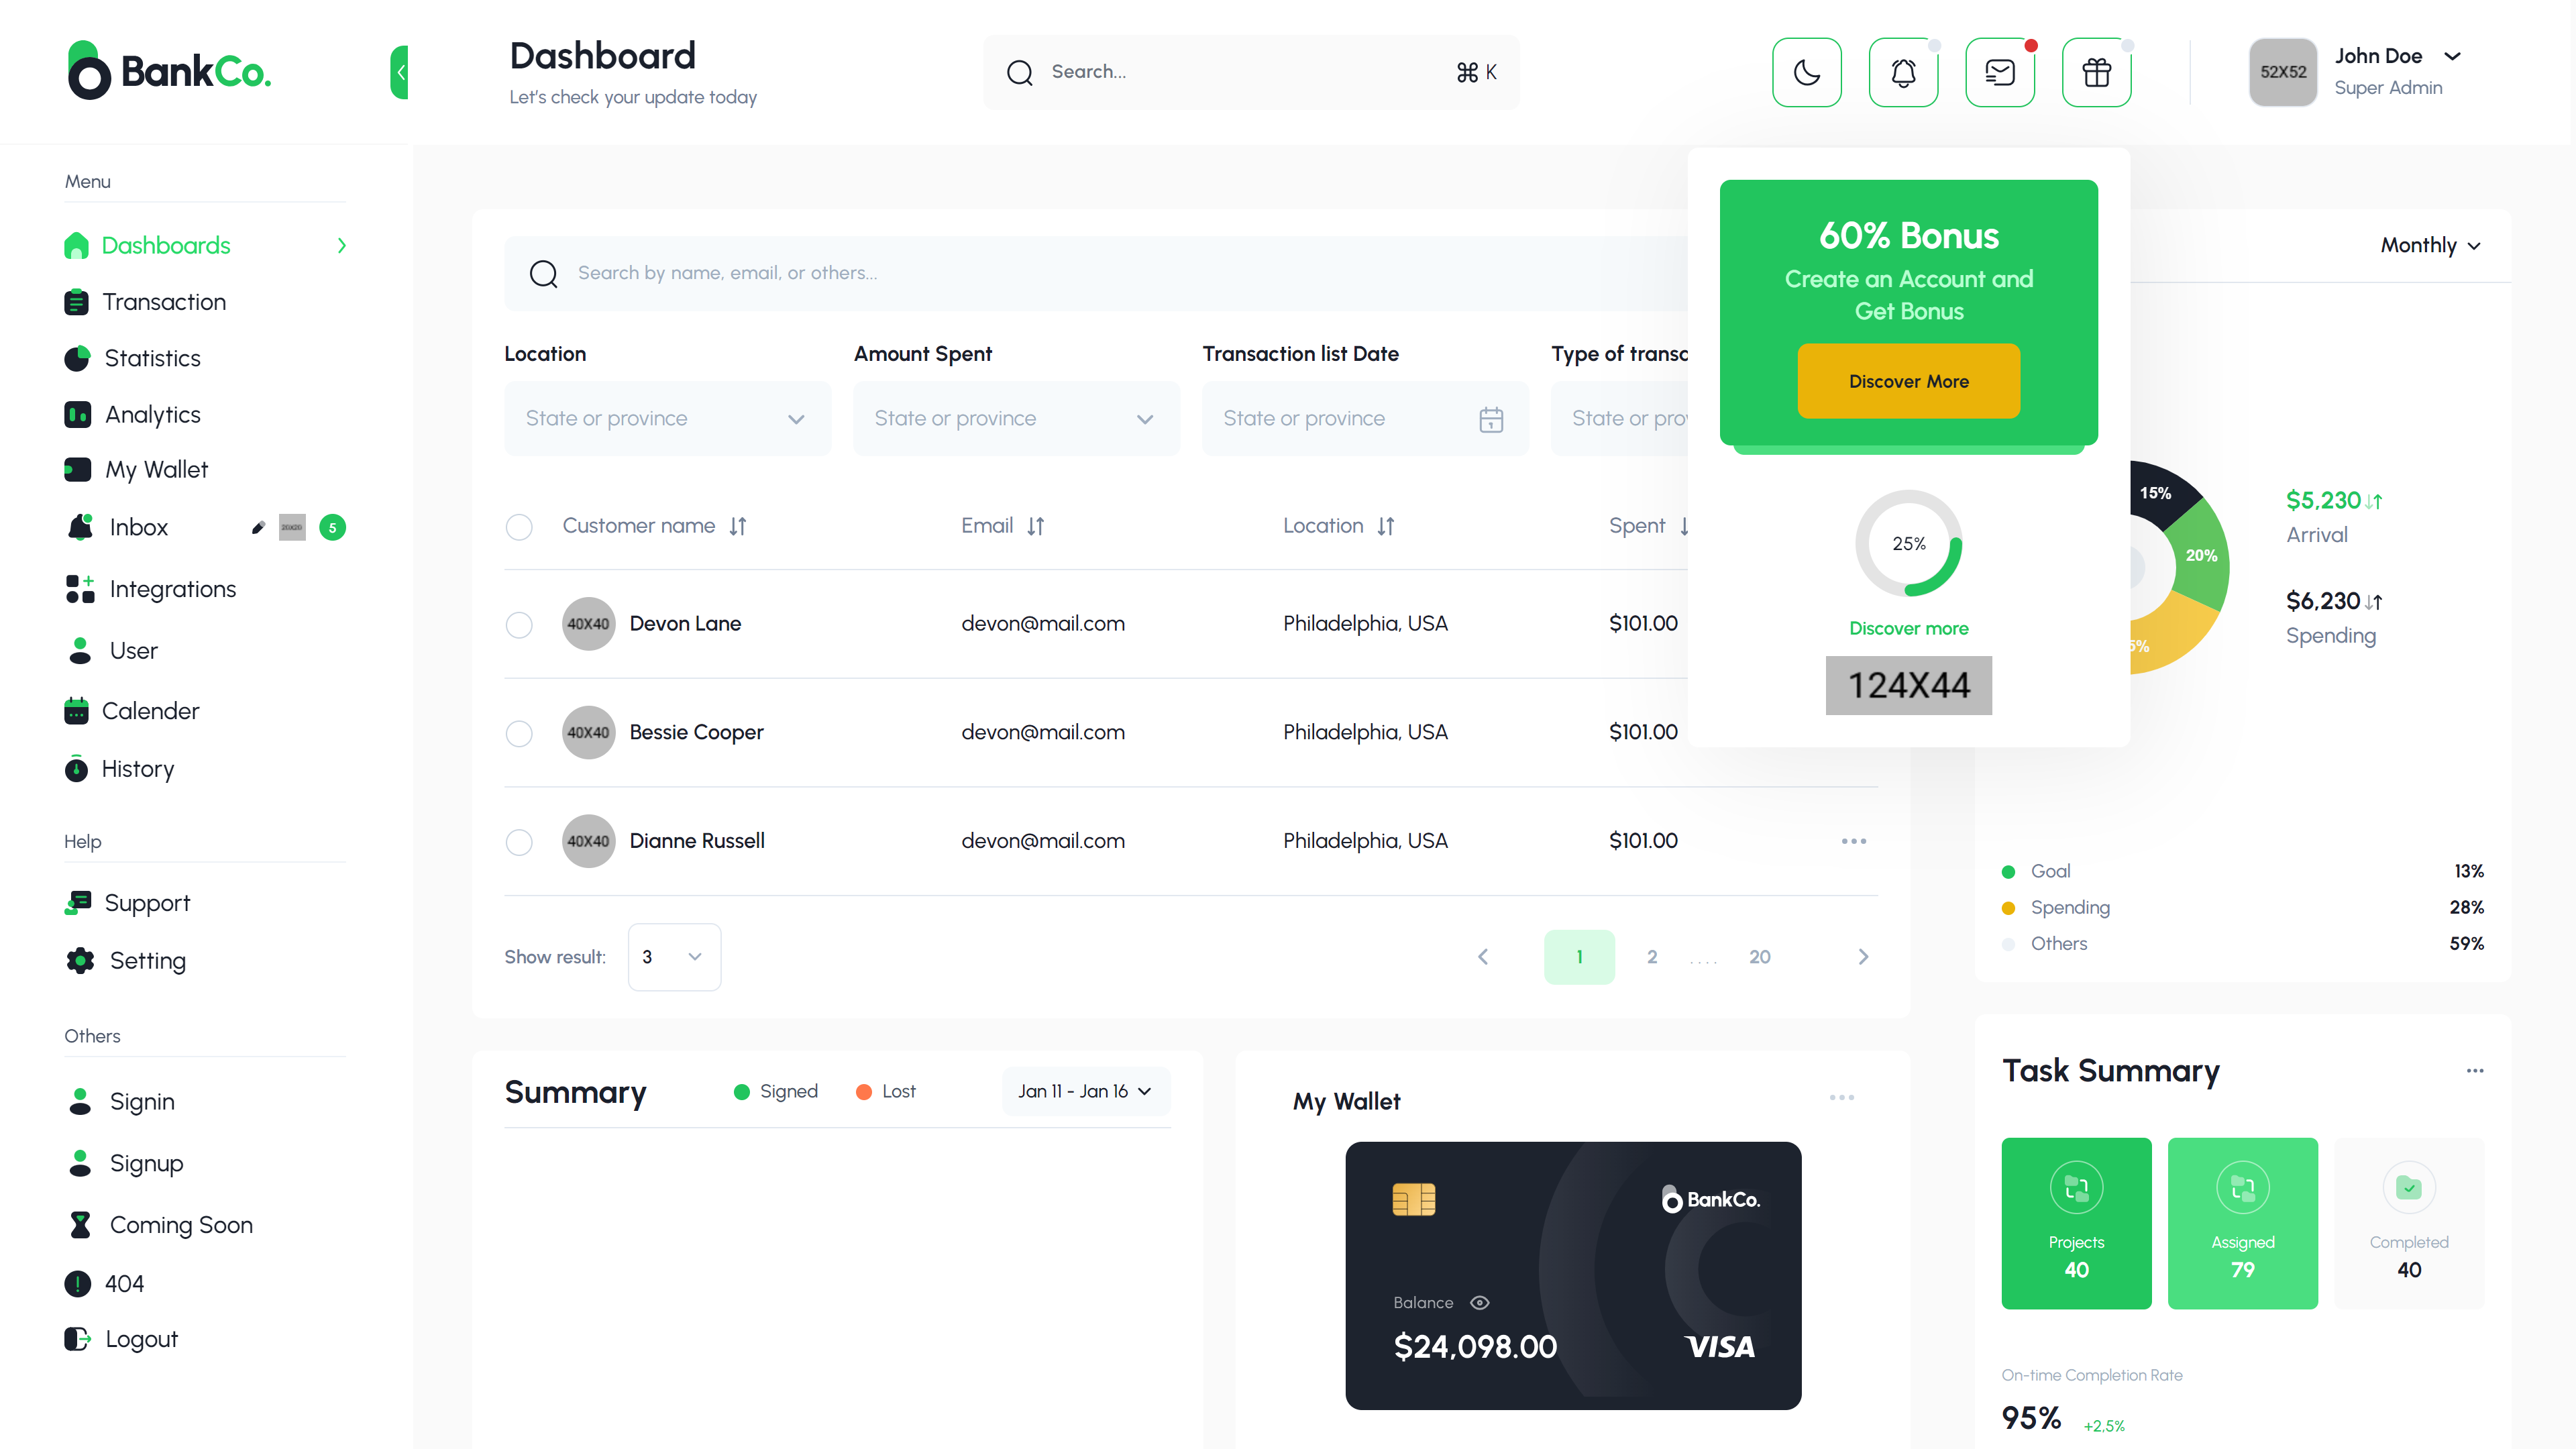 BankCo.
Dashboard
Let's check your update today
Search...
⌘ K
52X52
John Doe
Super Admin
Menu
Dashboards
Transaction
Statistics
Analytics
My Wallet
Inbox
20X20
5
Integrations
User
Calender
History
Help
Support
Setting
Others
Signin
Signup
Coming Soon
404
Logout
Search by name, email, or others...
Location
Amount Spent
Transaction list Date
Type of transa
State or province
State or province
State or province
State or prov
Customer name
Email
Location
Spent
40X40 Devon Lane devon@mail.com Philadelphia, USA $101.00
40X40 Bessie Cooper devon@mail.com Philadelphia, USA $101.00
40X40 Dianne Russell devon@mail.com Philadelphia, USA $101.00
Show result: 3
1 2 .... 20
60% Bonus
Create an Account and
Get Bonus
Discover More
25%
Discover more
124X44
Monthly
15%
20%
5%
$5,230
Arrival
$6,230
Spending
Goal 13%
Spending 28%
Others 59%
Summary
Signed
Lost
Jan 11 - Jan 16
My Wallet
BankCo.
Balance
$24,098.00
VISA
Task Summary
Projects
40
Assigned
79
Completed
40
On-time Completion Rate
95% +2,5%